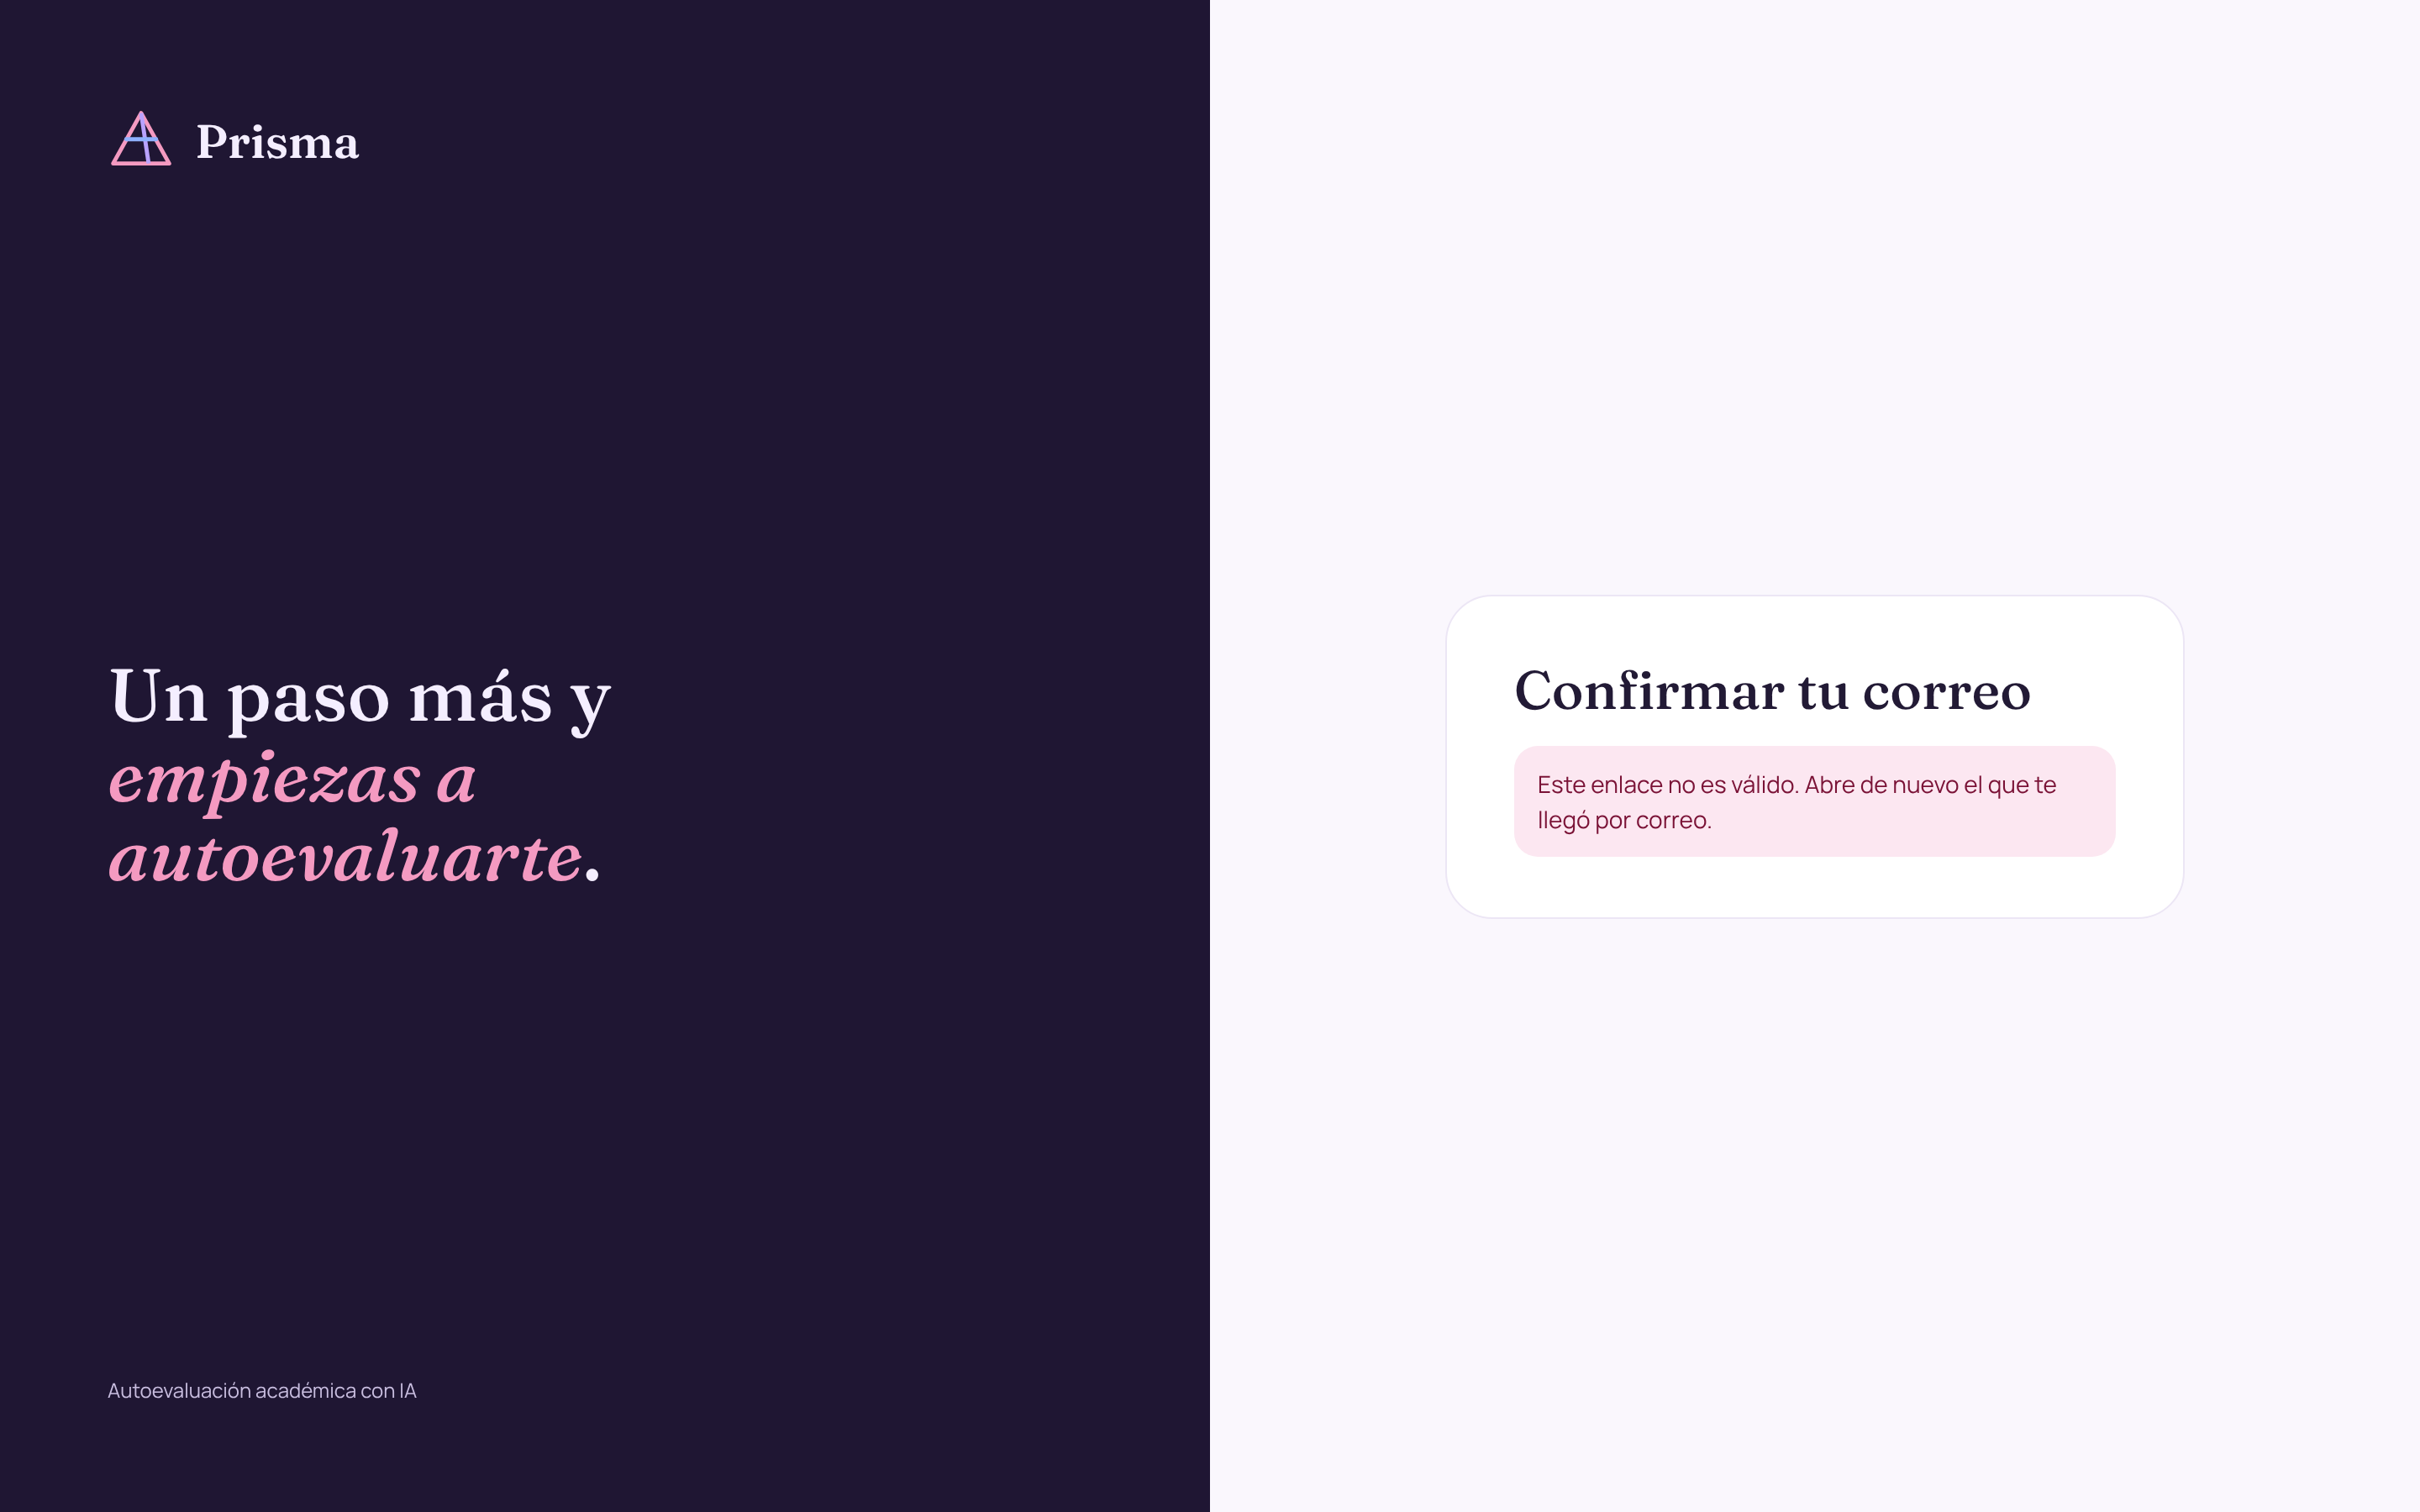 Prisma
Un paso más y
empiezas a
autoevaluarte.
Autoevaluación académica con IA
Confirmar tu correo
Este enlace no es válido. Abre de nuevo el que te
llegó por correo.